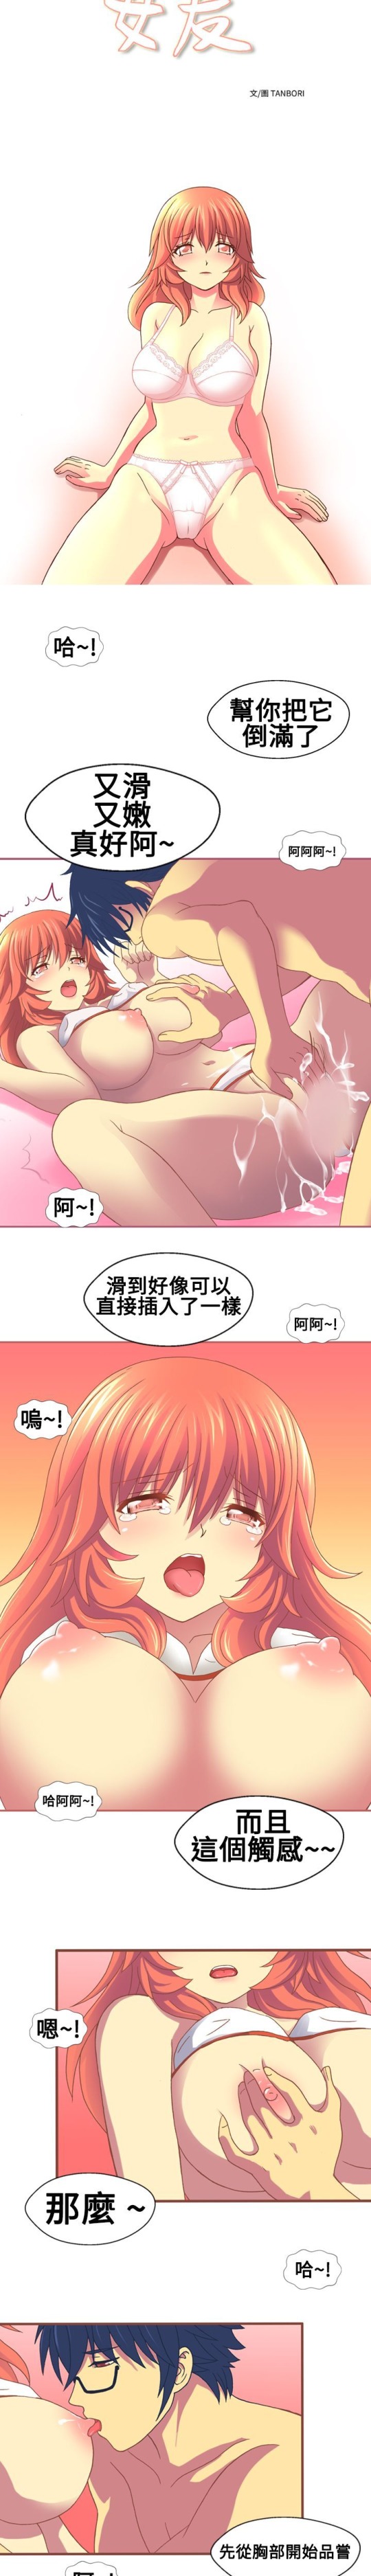 女友
文/圖 TANBORI
哈~!
幫你把它
倒滿了
又滑
又嫩
真好阿~
阿阿阿~!
阿~!
滑到好像可以
直接插入了一樣
阿阿~!
嗚~!
哈阿阿~!
而且
這個觸感~~
嗯~!
那麼 ~
哈~!
先從胸部開始品嘗